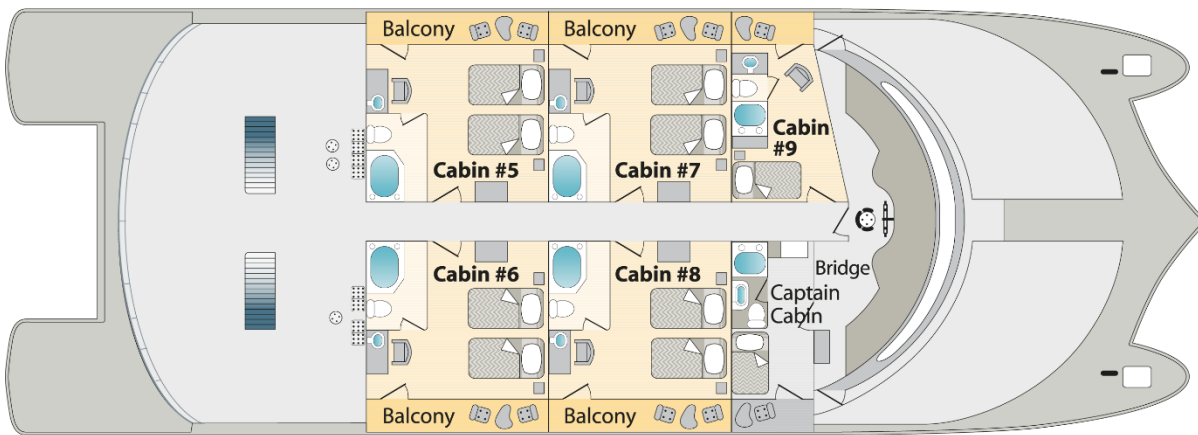 Balcony
Balcony
Cabin #5
Cabin #7
Cabin
#9
Cabin #6
Cabin #8
Bridge
Captain
Cabin
Balcony
Balcony